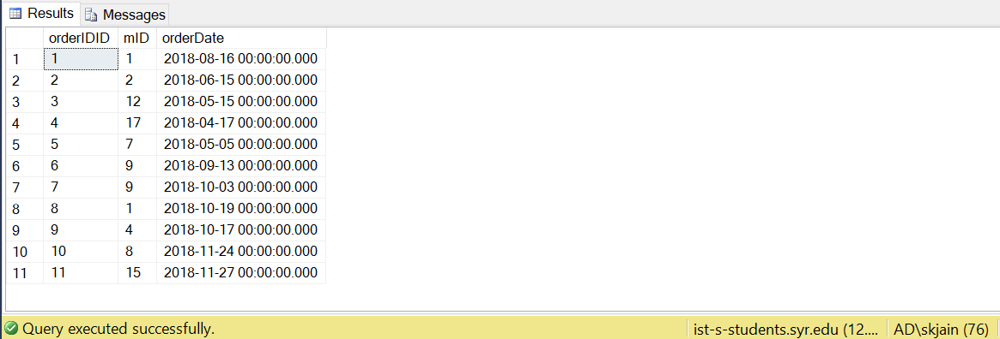 Results Messages
orderIDID mID orderDate
1 1 1 2018-08-16 00:00:00.000
2 2 2 2018-06-15 00:00:00.000
3 3 12 2018-05-15 00:00:00.000
4 4 17 2018-04-17 00:00:00.000
5 5 7 2018-05-05 00:00:00.000
6 6 9 2018-09-13 00:00:00.000
7 7 9 2018-10-03 00:00:00.000
8 8 1 2018-10-19 00:00:00.000
9 9 4 2018-10-17 00:00:00.000
10 10 8 2018-11-24 00:00:00.000
11 11 15 2018-11-27 00:00:00.000
Query executed successfully. ist-s-students.syr.edu (12.... AD\skjain (76)